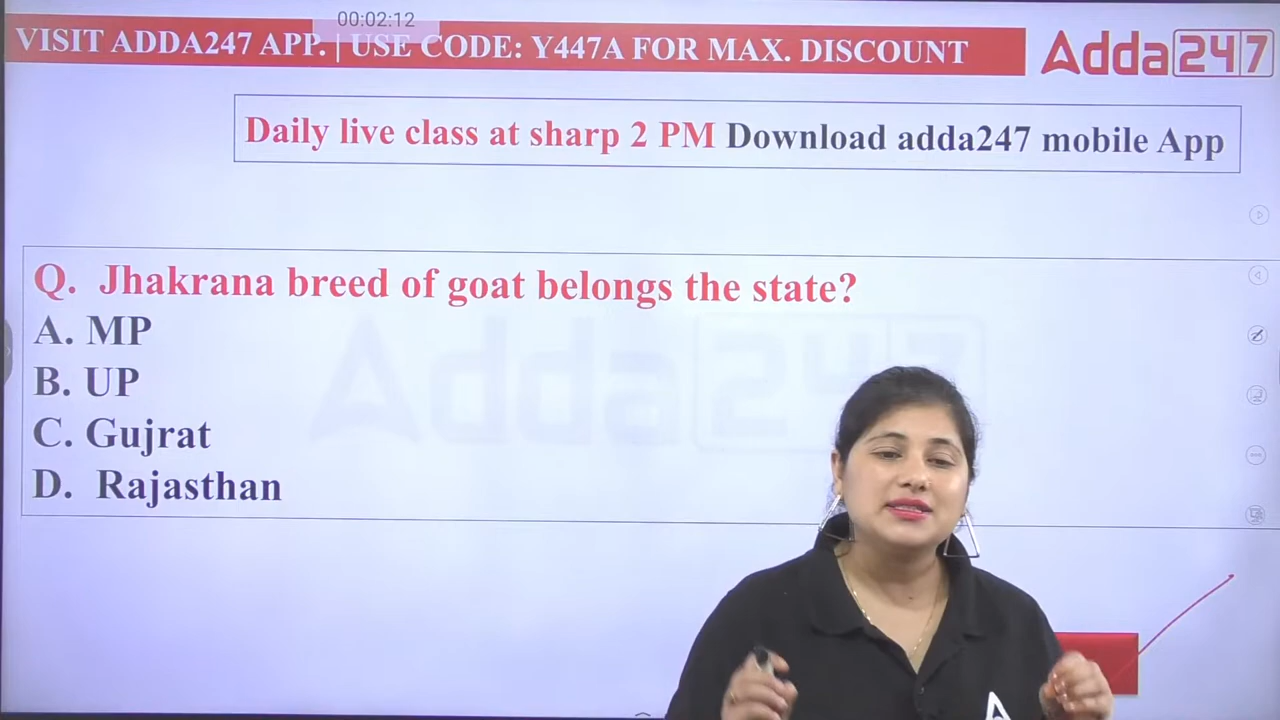 00:02:12
VISIT ADDA247 APP. | USE CODE: Y447A FOR MAX. DISCOUNT
Adda247
Daily live class at sharp 2 PM Download adda247 mobile App
Q. Jhakrana breed of goat belongs the state?
A. MP
B. UP
C. Gujrat
D. Rajasthan
Adda247